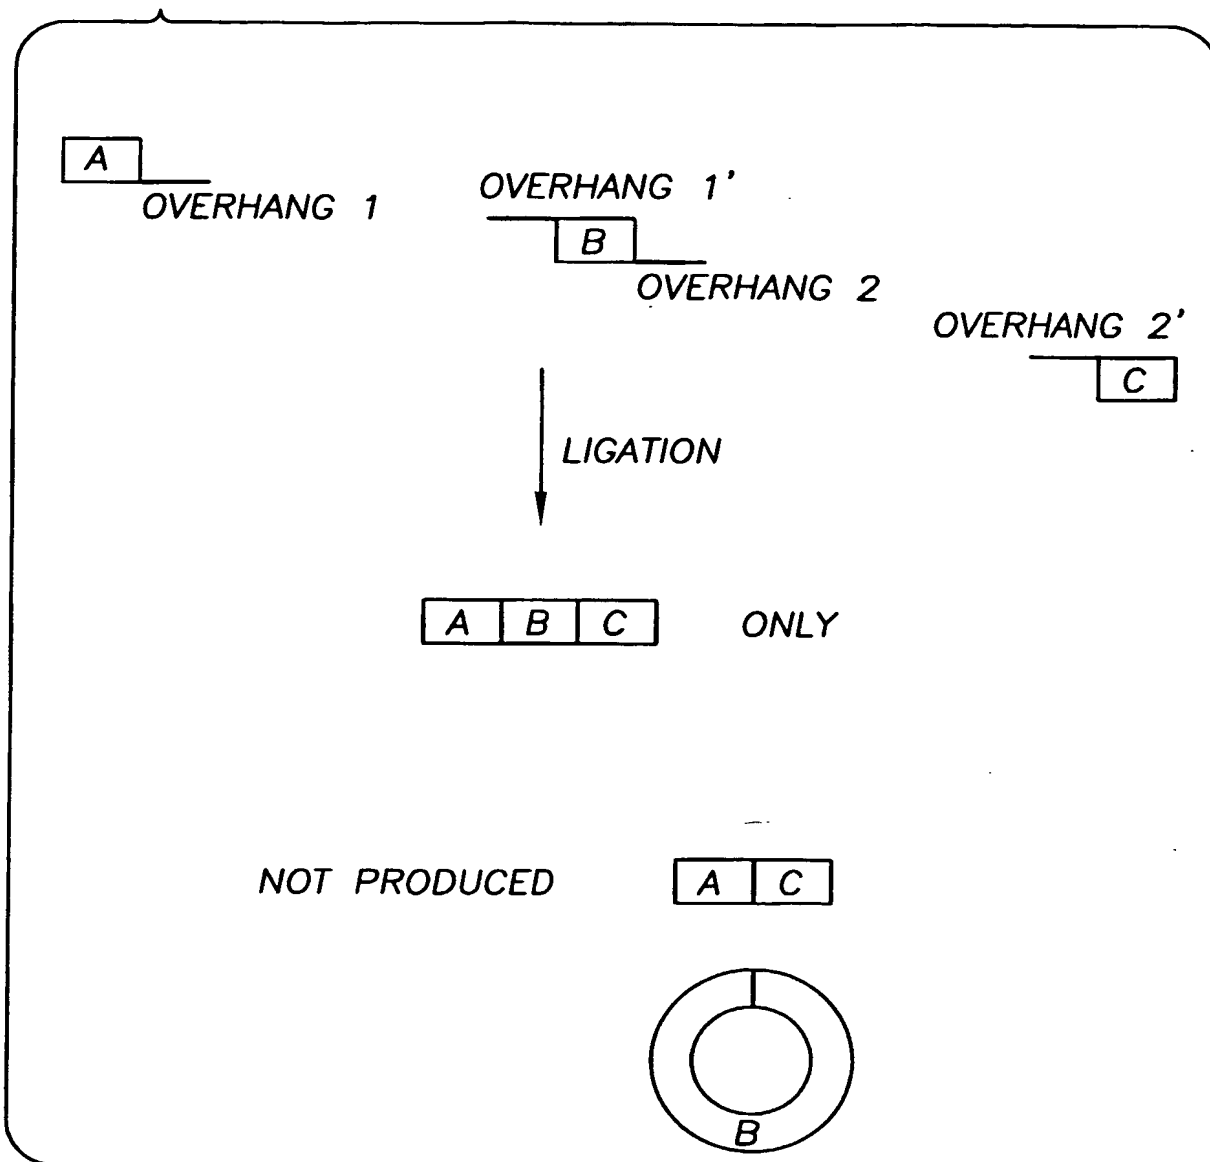 A
OVERHANG 1
OVERHANG 1'
B
OVERHANG 2
OVERHANG 2'
C
LIGATION
A B C ONLY
NOT PRODUCED A C
B